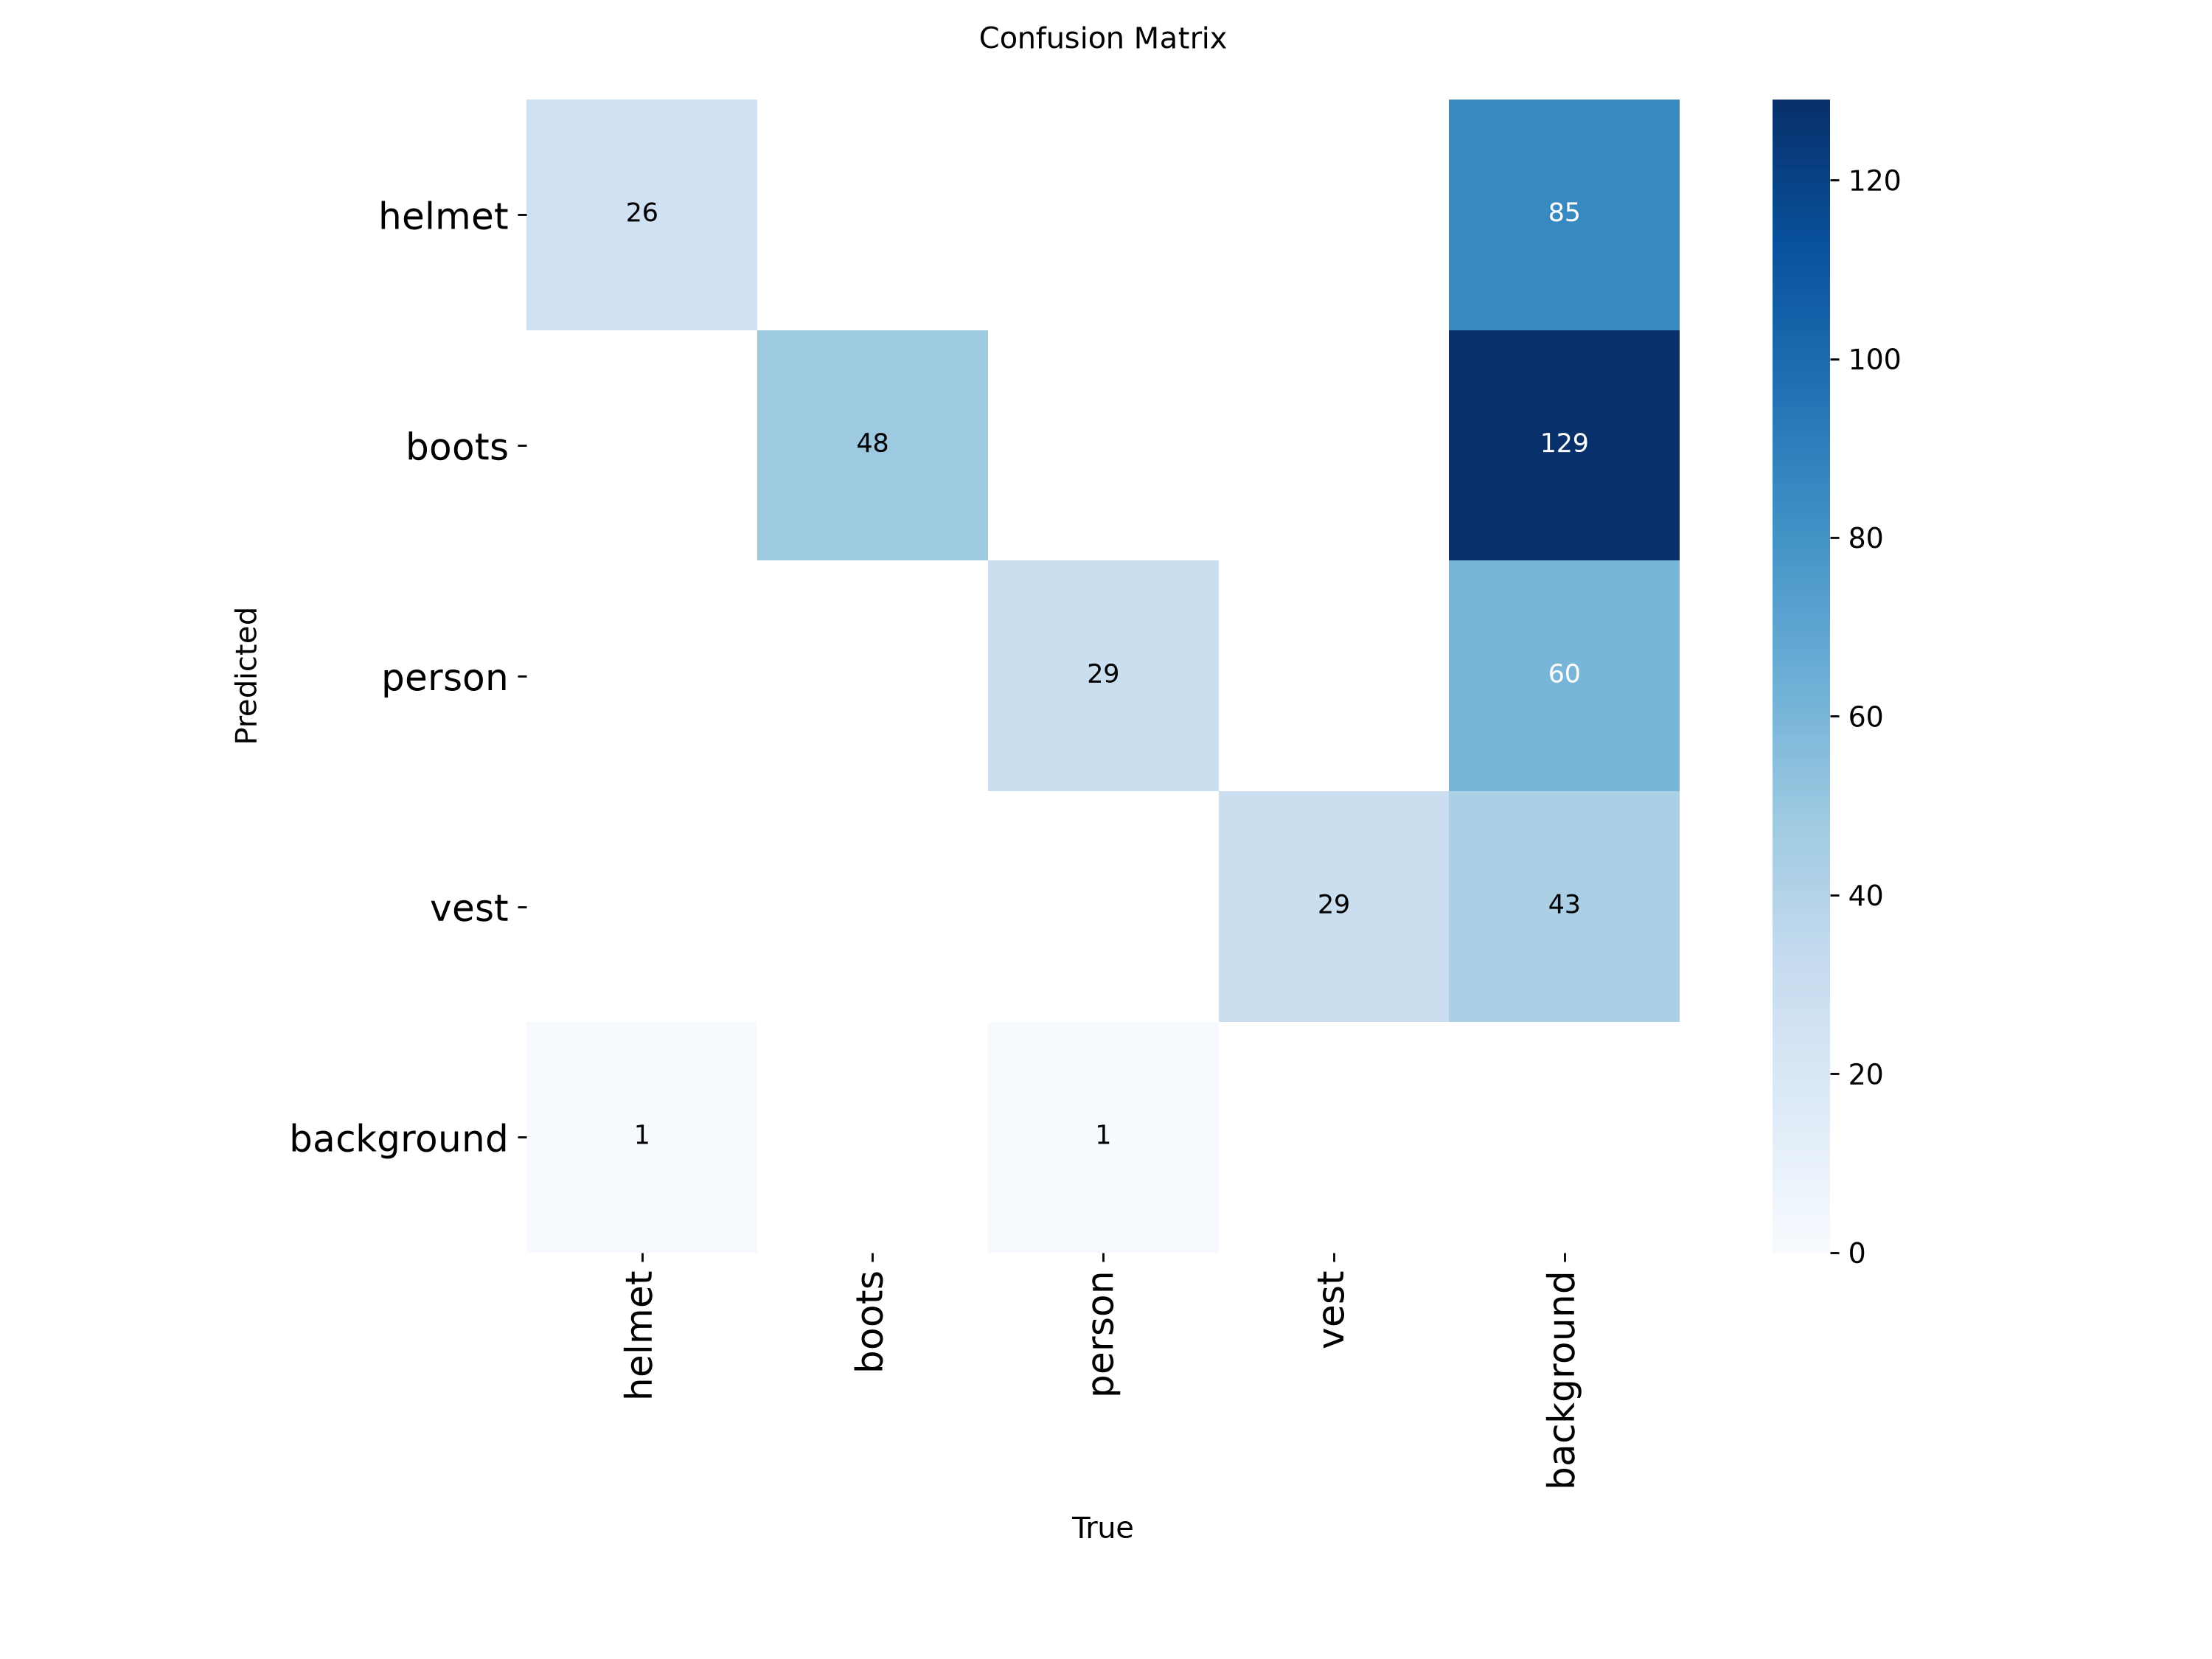 Confusion Matrix
helmet
26
85
120
100
boots
48
129
80
Predicted
person
29
60
60
vest
29
43
40
20
background
1
1
0
helmet
boots
person
vest
background
True